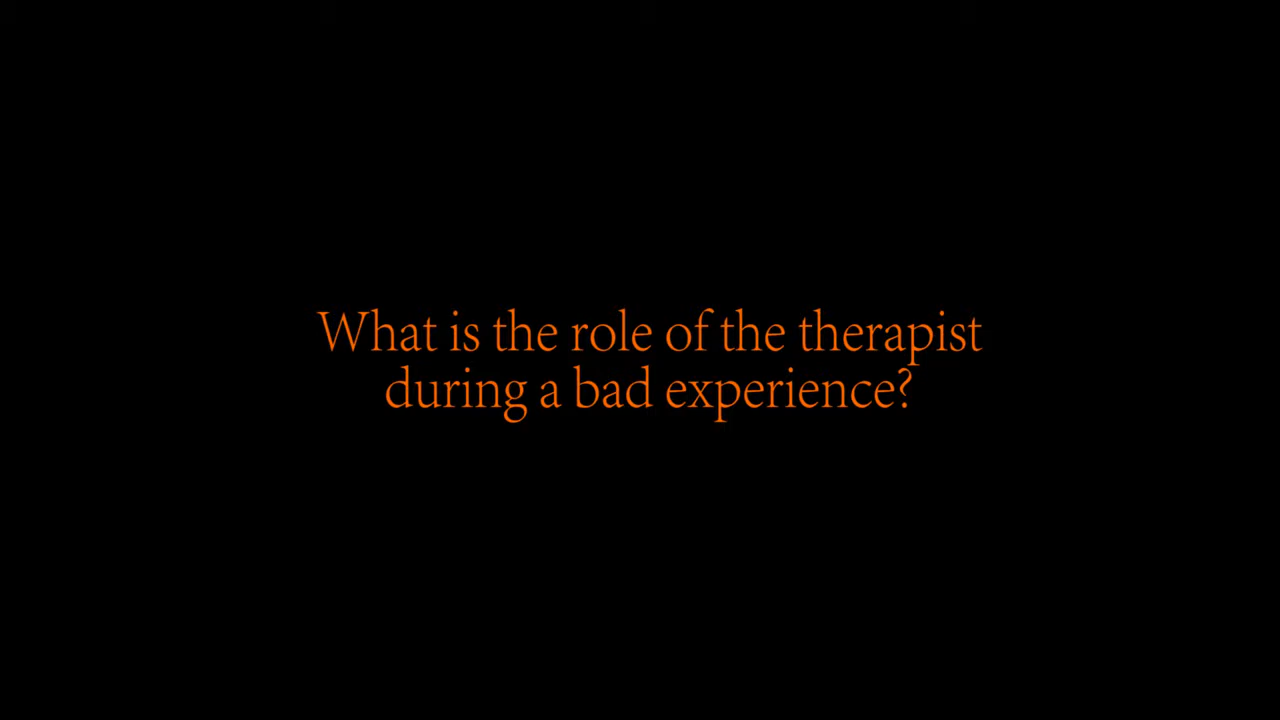 What is the role of the therapist
during a bad experience?